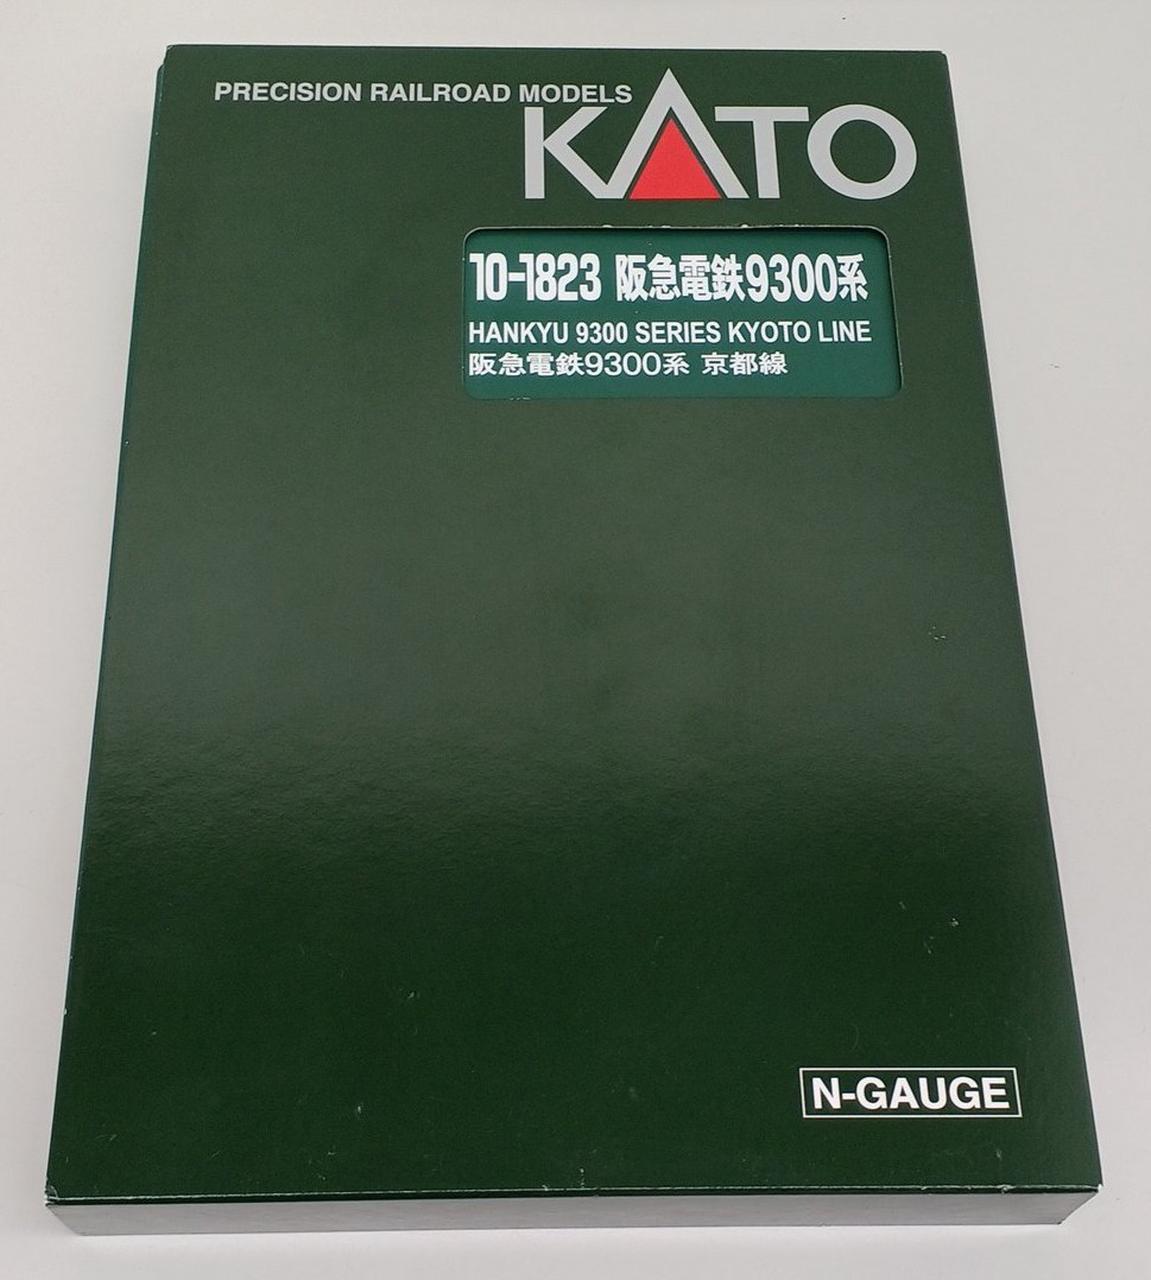 PRECISION RAILROAD MODELS
KATO
10-1823 阪急電鉄9300系
HANKYU 9300 SERIES KYOTO LINE
阪急電鉄9300系 京都線
N-GAUGE